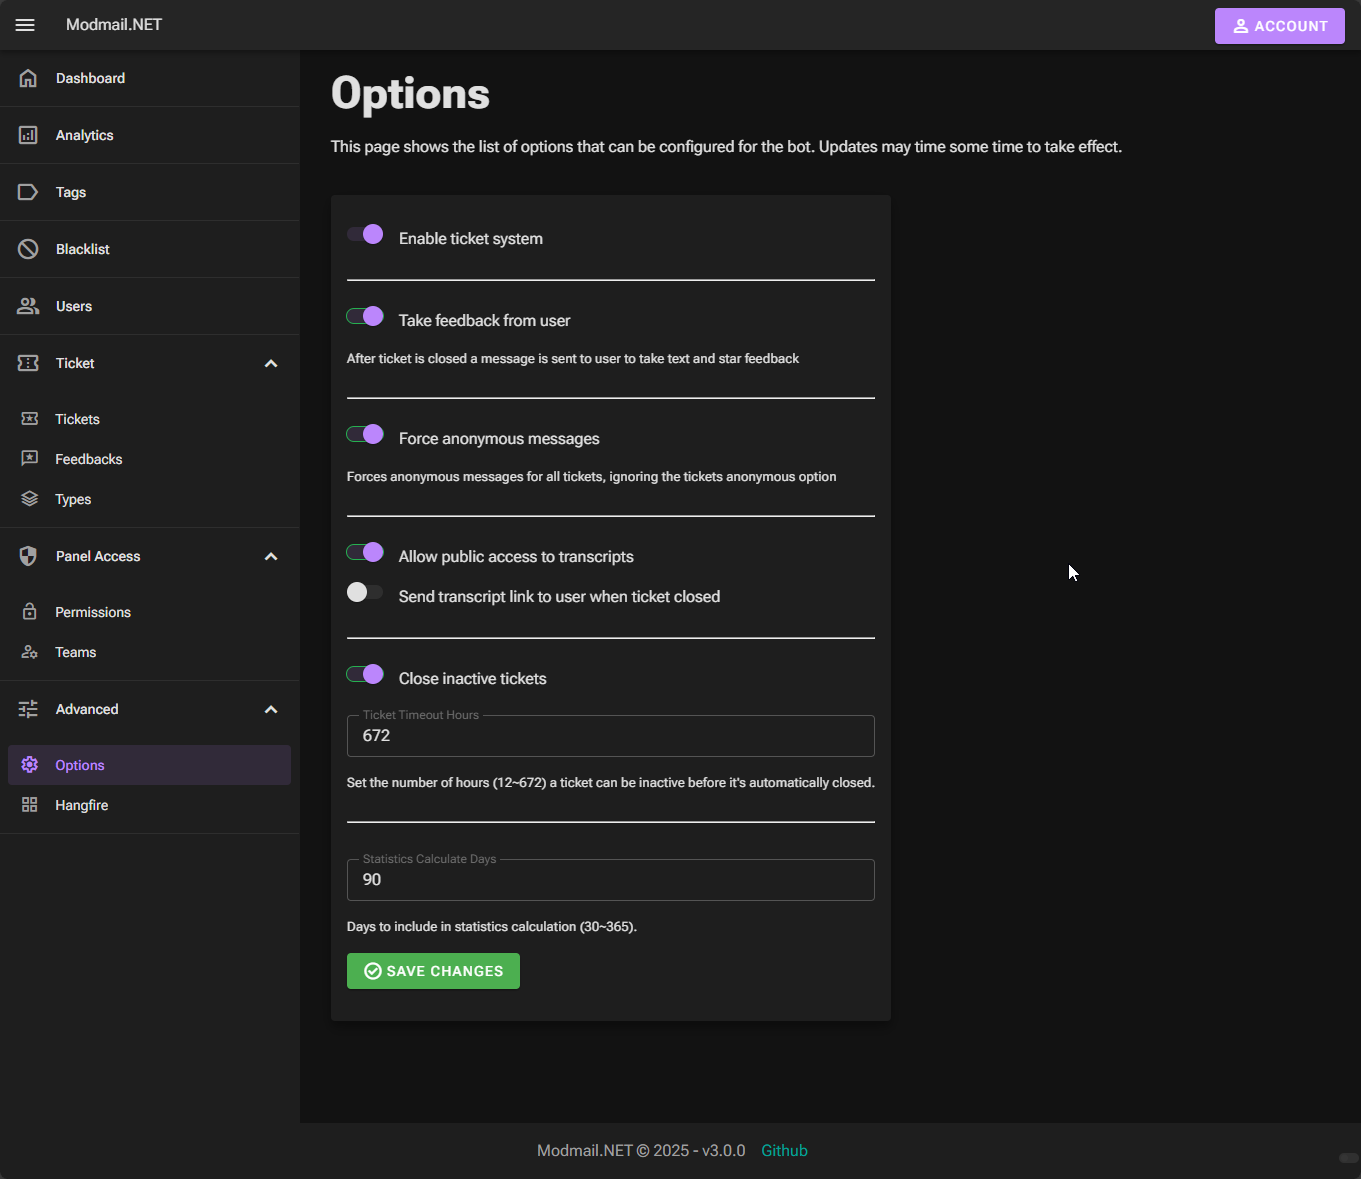 Modmail.NET
ACCOUNT
Dashboard
Analytics
Tags
Blacklist
Users
Ticket
Tickets
Feedbacks
Types
Panel Access
Permissions
Teams
Advanced
Options
Hangfire
Options
This page shows the list of options that can be configured for the bot. Updates may time some time to take effect.
Enable ticket system
Take feedback from user
After ticket is closed a message is sent to user to take text and star feedback
Force anonymous messages
Forces anonymous messages for all tickets, ignoring the tickets anonymous option
Allow public access to transcripts
Send transcript link to user when ticket closed
Close inactive tickets
Ticket Timeout Hours
672
Set the number of hours (12~672) a ticket can be inactive before it's automatically closed.
Statistics Calculate Days
90
Days to include in statistics calculation (30~365).
SAVE CHANGES
Modmail.NET © 2025 - v3.0.0 Github